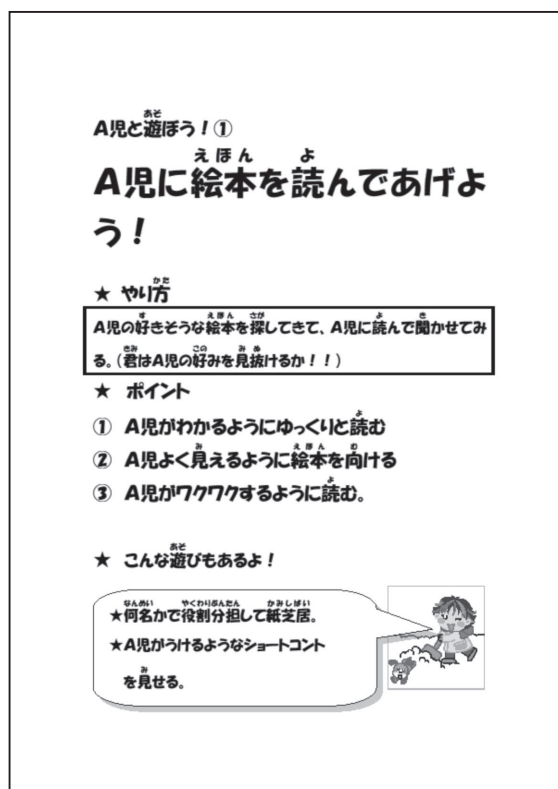 A児と遊ぼう！①
A児に絵本を読んであげよ
う！
★ やり方
A児の好きそうな絵本を探してきて、A児に読んで聞かせてみ
る。（君はA児の好みを見抜けるか！！）
★ ポイント
① A児がわかるようにゆっくりと読む
② A児よく見えるように絵本を向ける
③ A児がワクワクするように読む。
★ こんな遊びもあるよ！
★何名かで役割分担して紙芝居。
★A児がうけるようなショートコント
を見せる。